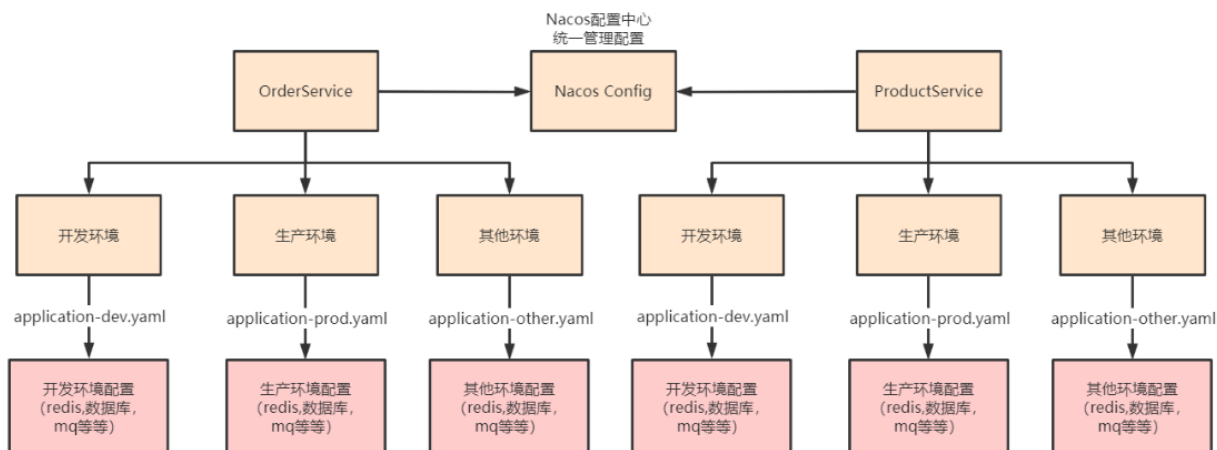 Nacos配置中心
统一管理配置
OrderService
Nacos Config
ProductService
开发环境
生产环境
其他环境
开发环境
生产环境
其他环境
application-dev.yaml
application-prod.yaml
application-other.yaml
application-dev.yaml
application-prod.yaml
application-other.yaml
开发环境配置
（redis,数据库，
mq等等）
生产环境配置
（redis,数据库，
mq等等）
其他环境配置
（redis,数据库，
mq等等）
开发环境配置
（redis,数据库，
mq等等）
生产环境配置
（redis,数据库，
mq等等）
其他环境配置
（redis,数据库，
mq等等）